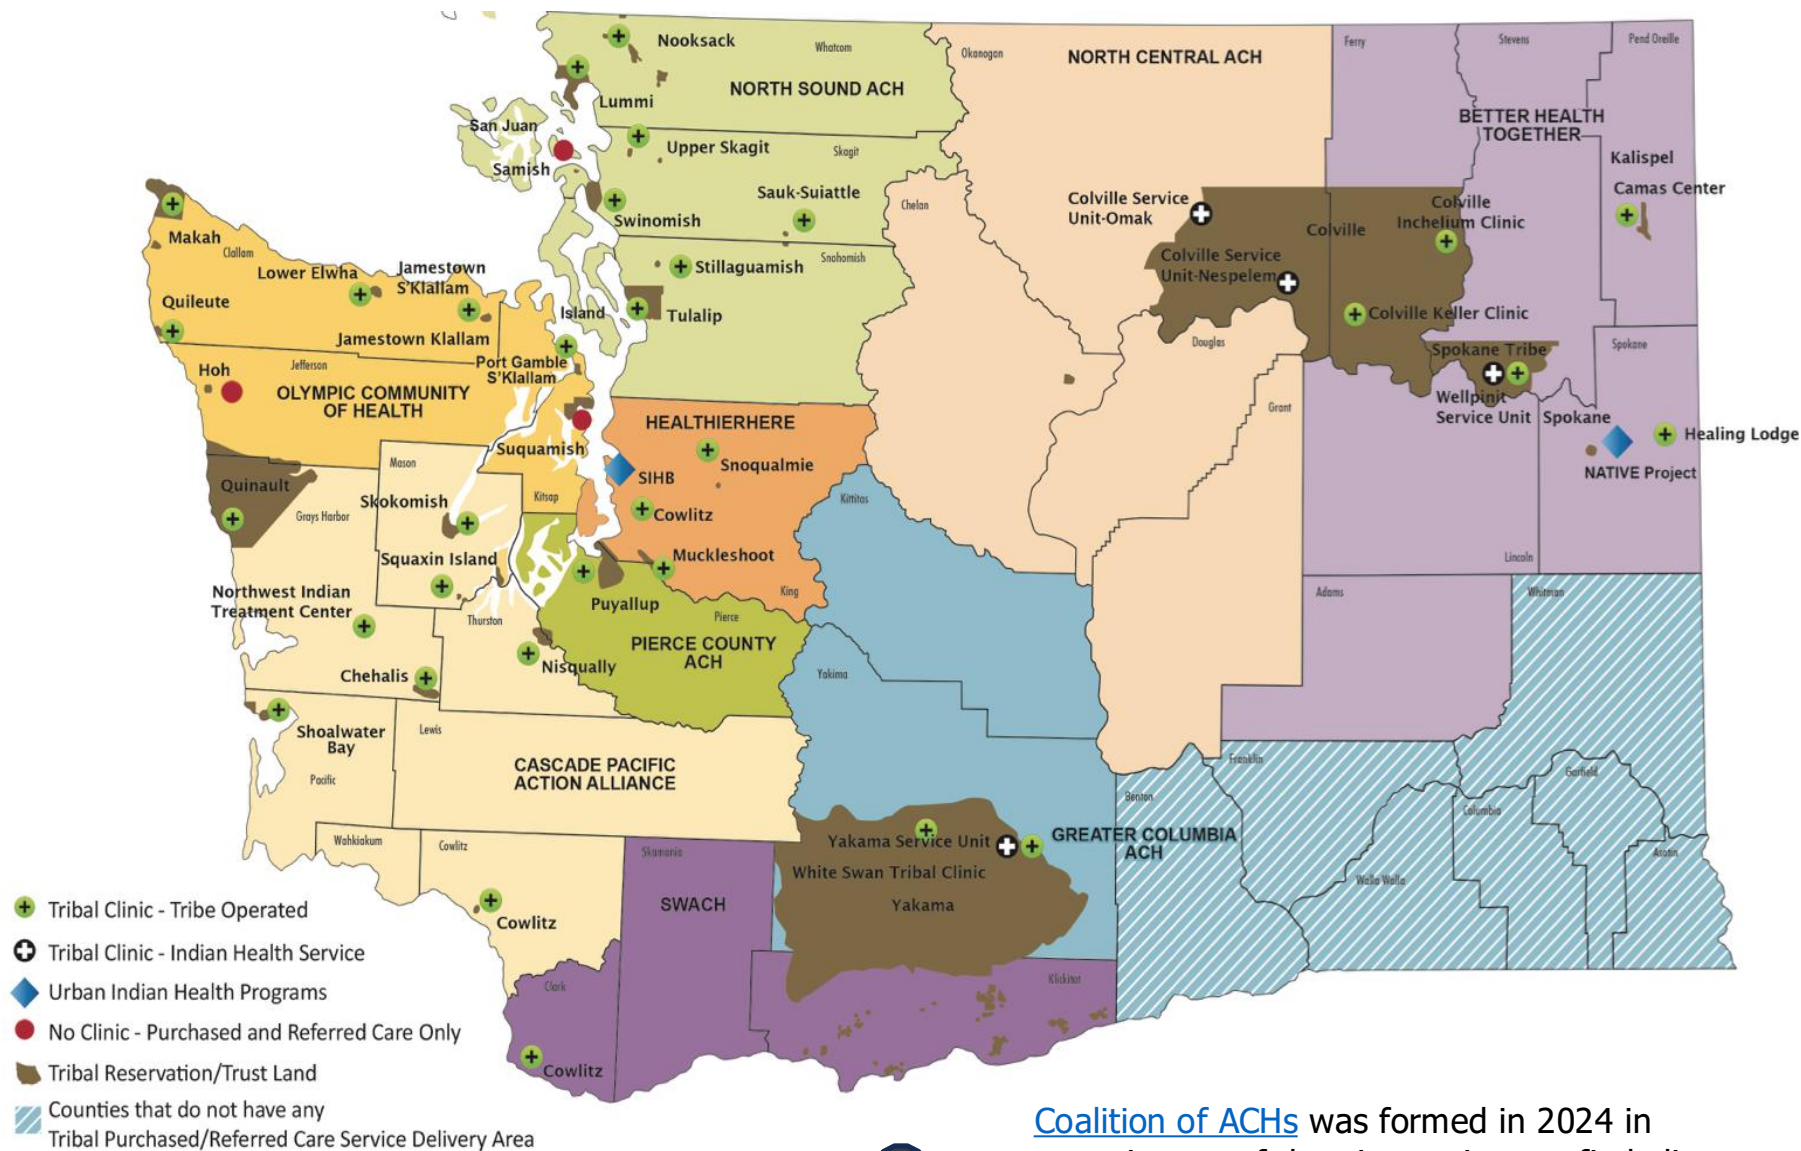 Nooksack
Whatcom
NORTH SOUND ACH
Lummi
San Juan
Samish
Upper Skagit
Skagit
Sauk-Suiattle
Swinomish
Stillaguamish
Snohomish
Island
Tulalip
Okanogan
NORTH CENTRAL ACH
Chelan
Douglas
Grant
Ferry
Stevens
Pend Oreille
BETTER HEALTH
TOGETHER
Kalispel
Camas Center
Colville Service
Unit-Omak
Colville
Colville
Inchelium Clinic
Colville Service
Unit-Nespelem
Colville Keller Clinic
Spokane Tribe
Wellpinit
Service Unit
Spokane
Spokane
Healing Lodge
NATIVE Project
Lincoln
Adams
Whitman
Makah
Clallam
Lower Elwha
Jamestown
S'Klallam
Quileute
Jamestown Klallam
Port Gamble
S'Klallam
Hoh
Jefferson
OLYMPIC COMMUNITY
OF HEALTH
Suquamish
Kitsap
HEALTHIERHERE
Snoqualmie
SIHB
Cowlitz
Muckleshoot
King
Kittitas
Quinault
Mason
Skokomish
Grays Harbor
Squaxin Island
Northwest Indian
Treatment Center
Thurston
Puyallup
Pierce
PIERCE COUNTY
ACH
Nisqually
Chehalis
Shoalwater
Bay
Pacific
Lewis
CASCADE PACIFIC
ACTION ALLIANCE
Wahkiakum
Cowlitz
Cowlitz
Skamania
SWACH
Clark
Cowlitz
Klickitat
Yakima
Yakama Service Unit
White Swan Tribal Clinic
Yakama
GREATER COLUMBIA
ACH
Benton
Franklin
Walla Walla
Columbia
Garfield
Asotin
Tribal Clinic - Tribe Operated
Tribal Clinic - Indian Health Service
Urban Indian Health Programs
No Clinic - Purchased and Referred Care Only
Tribal Reservation/Trust Land
Counties that do not have any
Tribal Purchased/Referred Care Service Delivery Area
Coalition of ACHs was formed in 2024 in